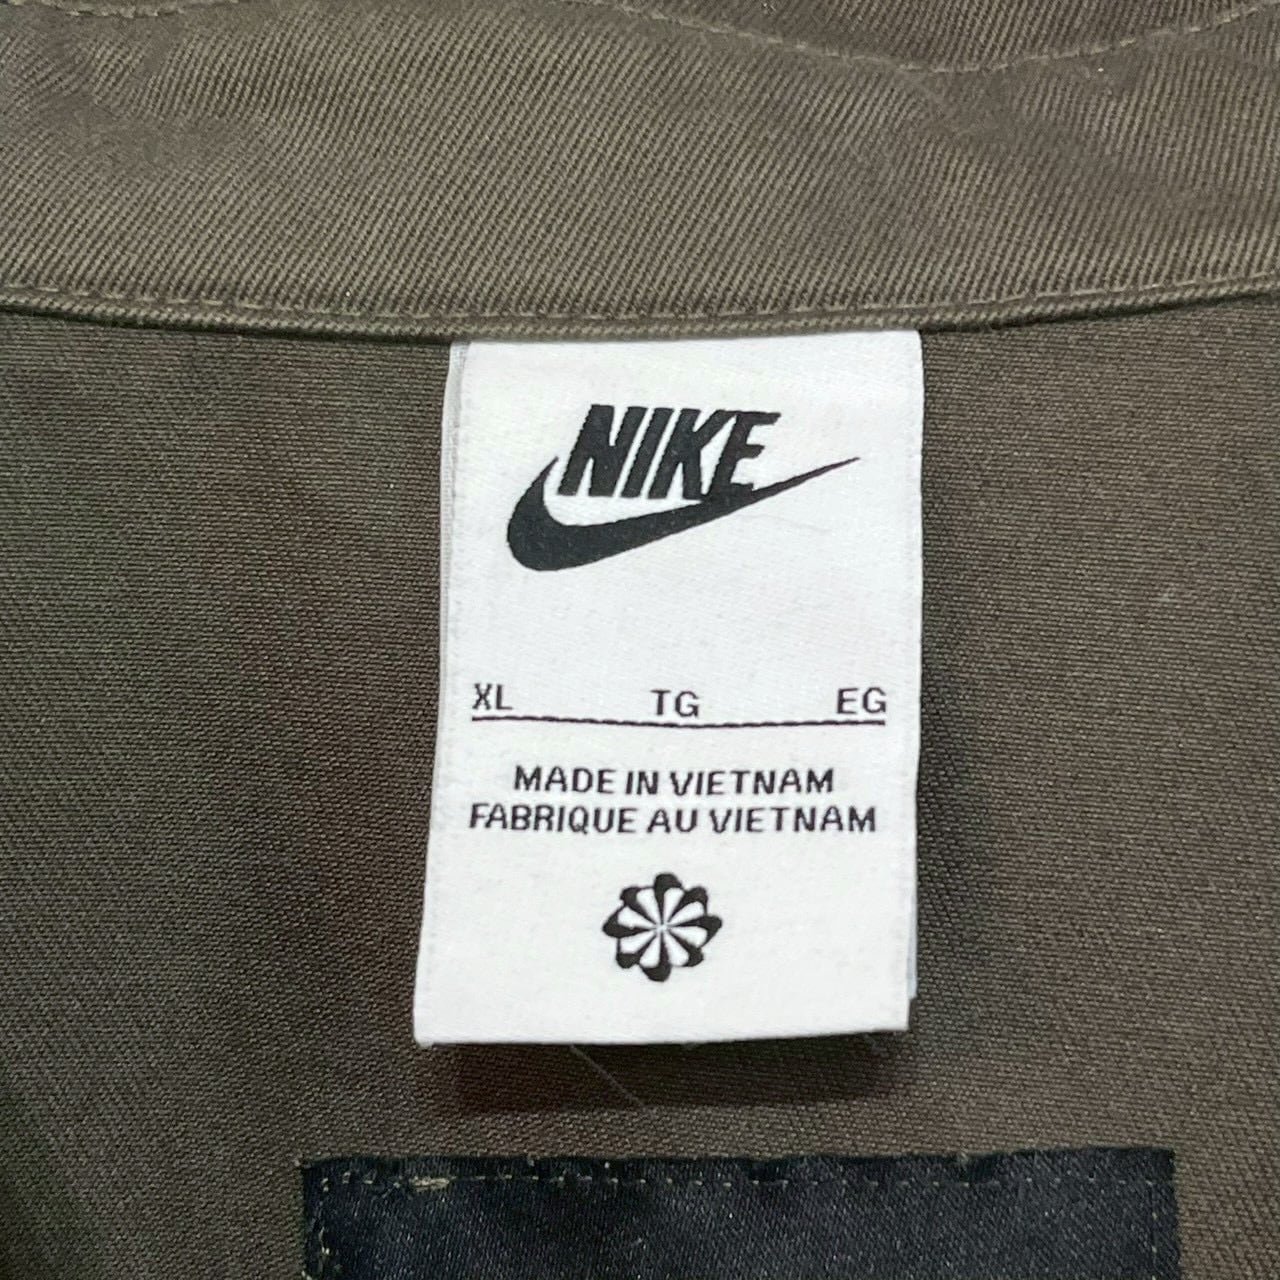 NIKE
XL TG EG
MADE IN VIETNAM
FABRIQUE AU VIETNAM